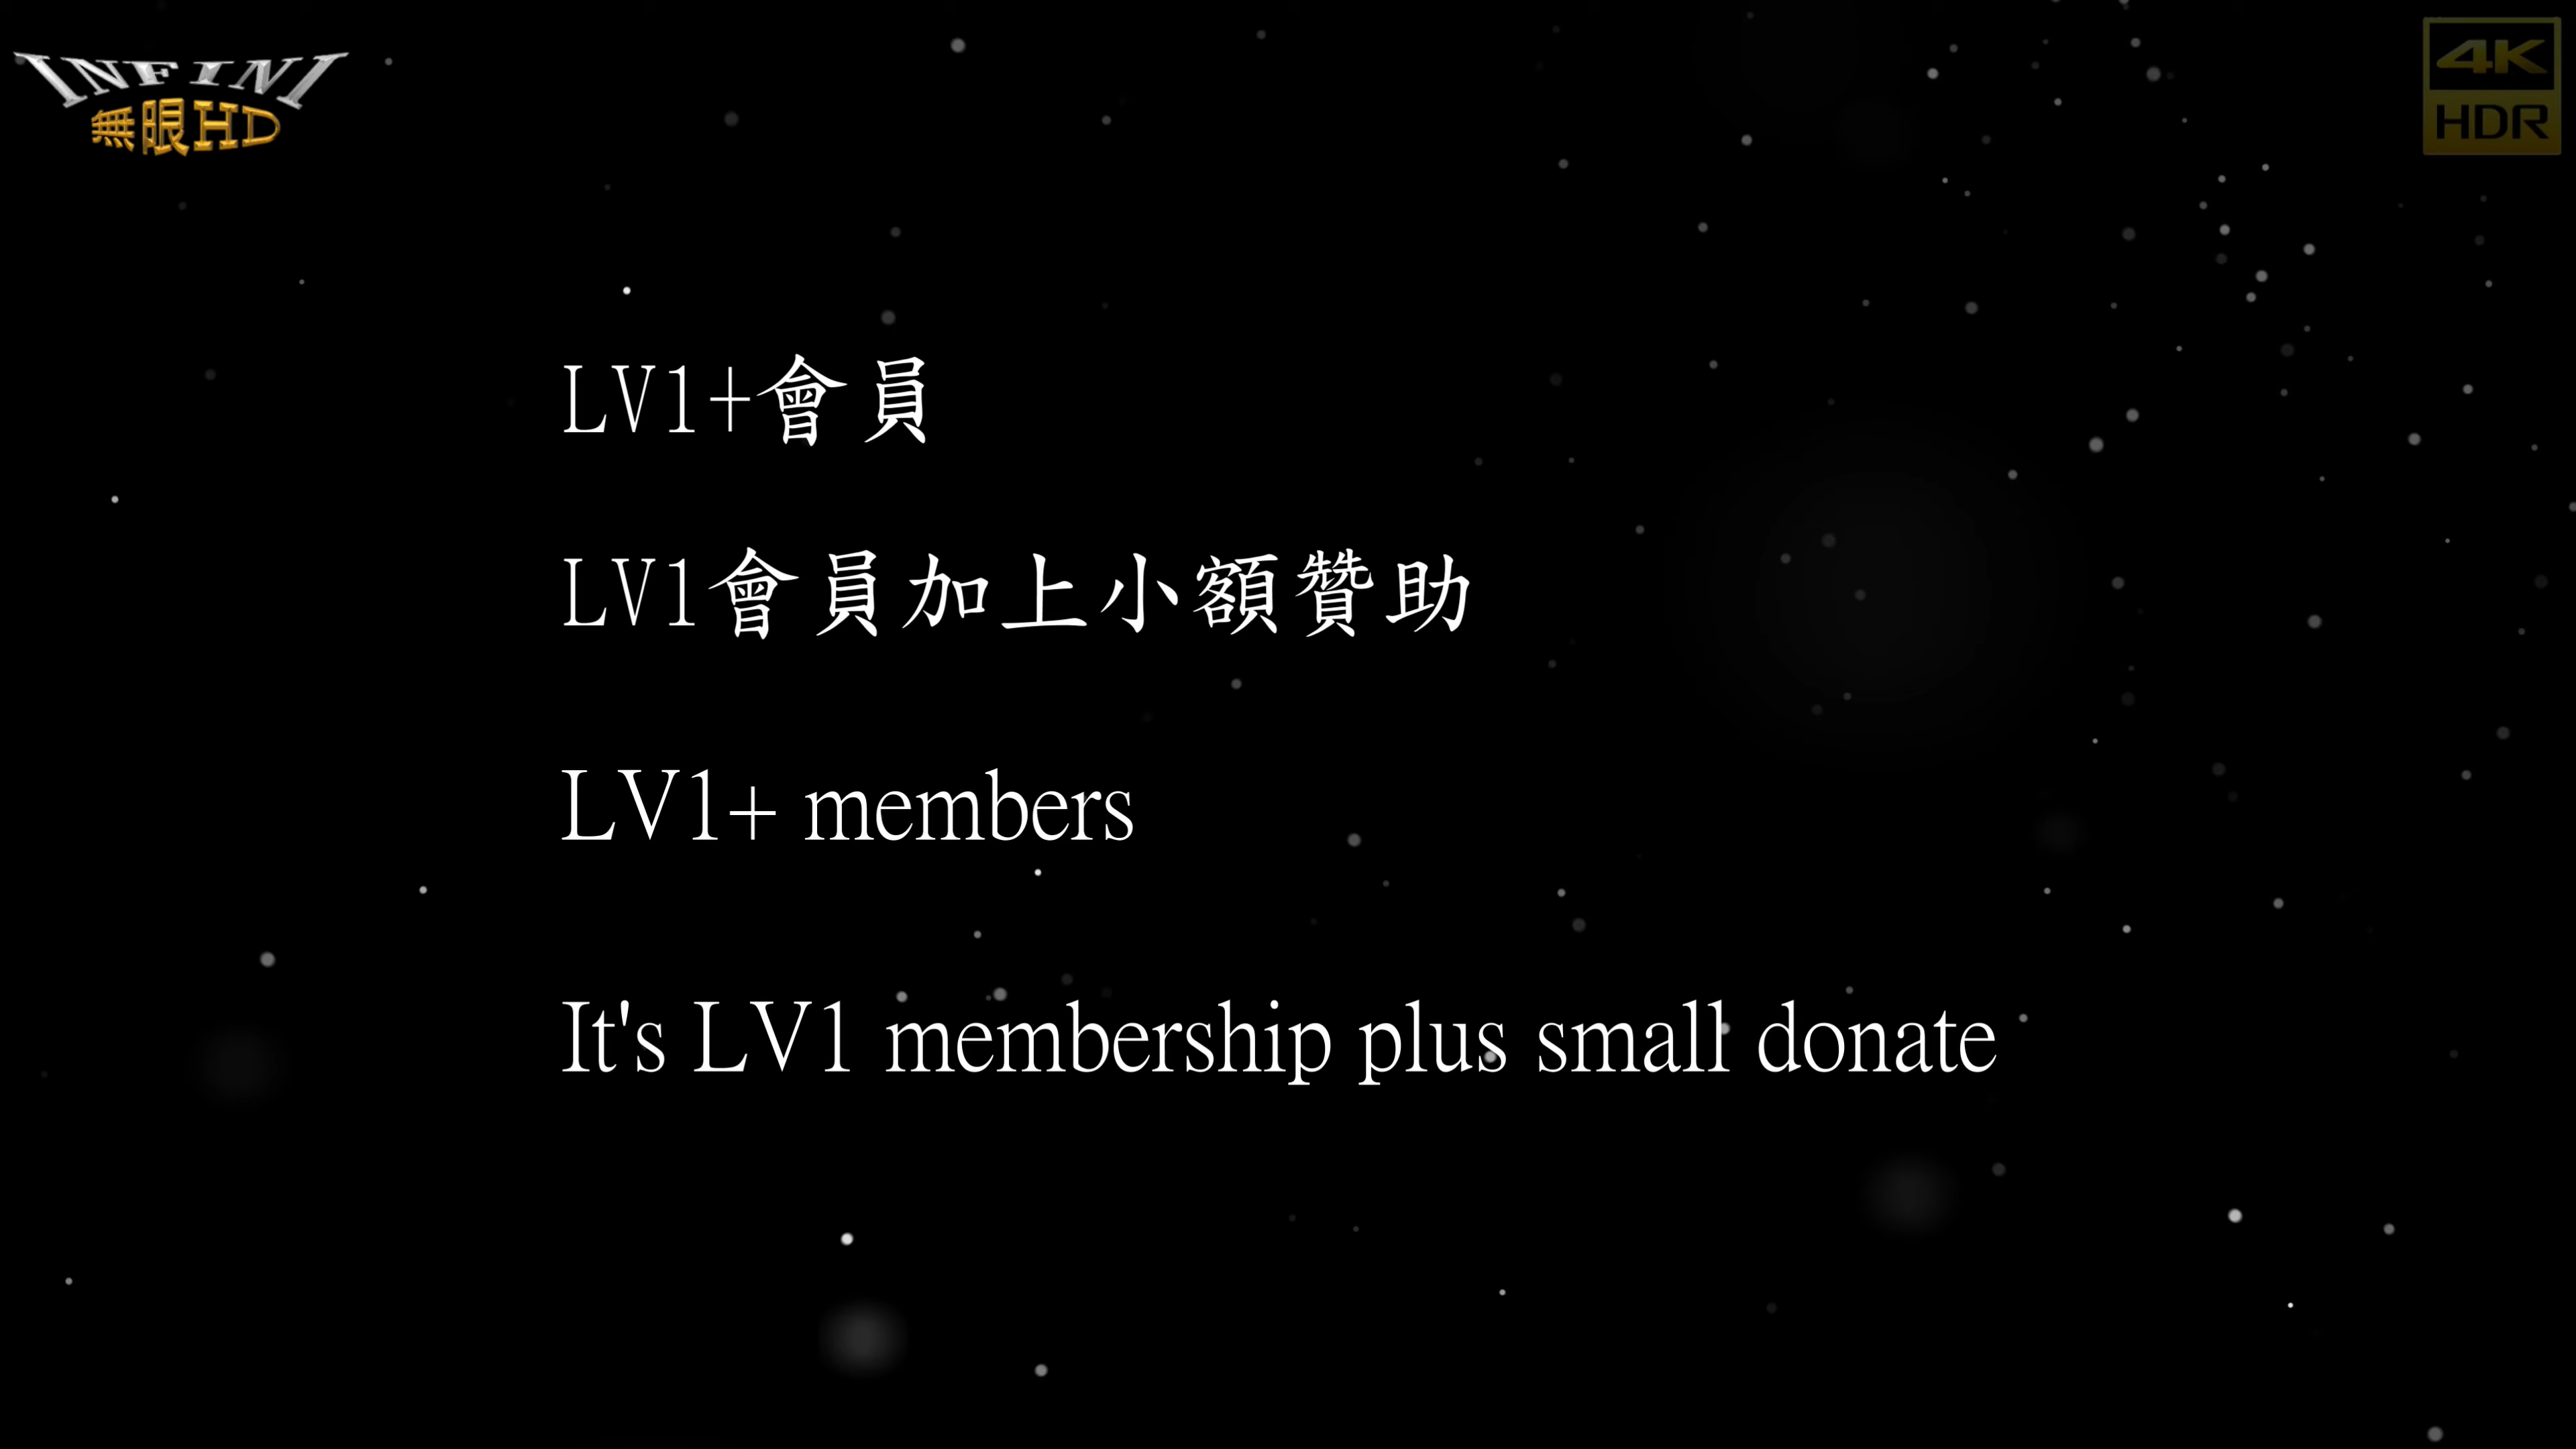 INFINI
無限HD
4K
HDR
LV1+會員
LV1會員加上小額贊助
LV1+ members
It's LV1 membership plus small donate